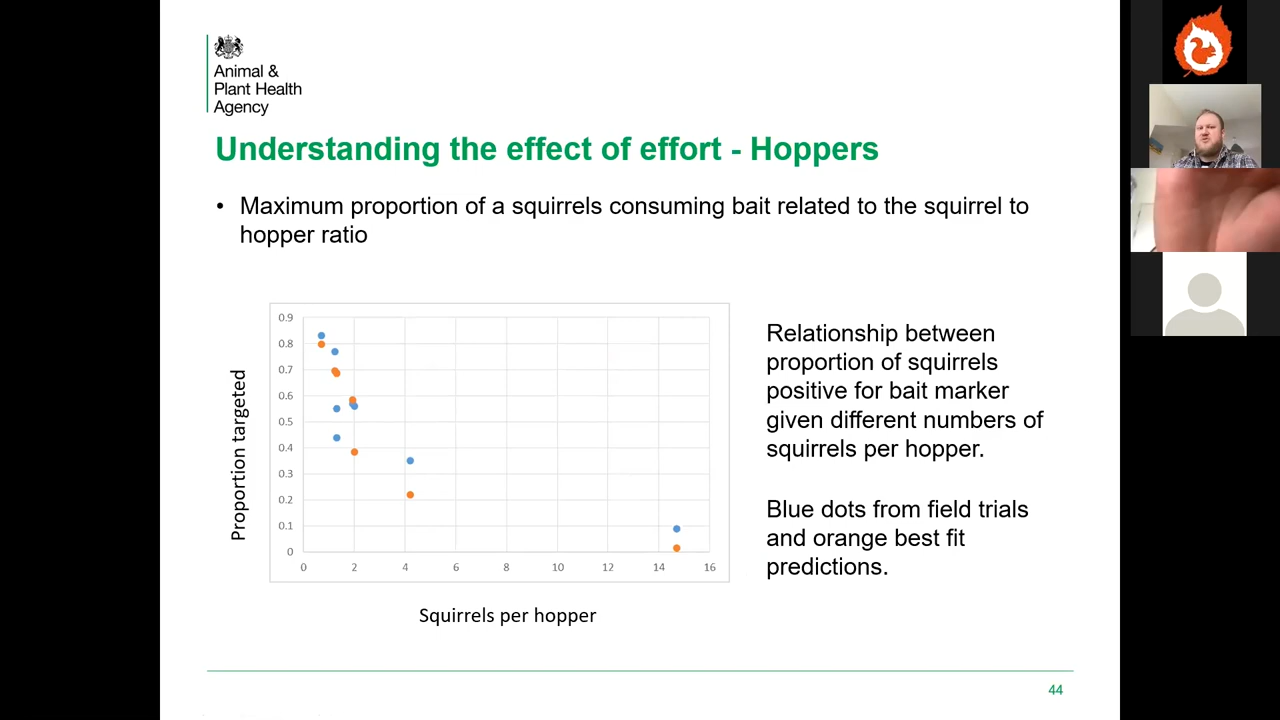 Animal &
Plant Health
Agency
Understanding the effect of effort - Hoppers
• Maximum proportion of a squirrels consuming bait related to the squirrel to
hopper ratio
Proportion targeted
0.9
0.8
0.7
0.6
0.5
0.4
0.3
0.2
0.1
0
0 2 4 6 8 10 12 14 16
Squirrels per hopper
Relationship between
proportion of squirrels
positive for bait marker
given different numbers of
squirrels per hopper.
Blue dots from field trials
and orange best fit
predictions.
44